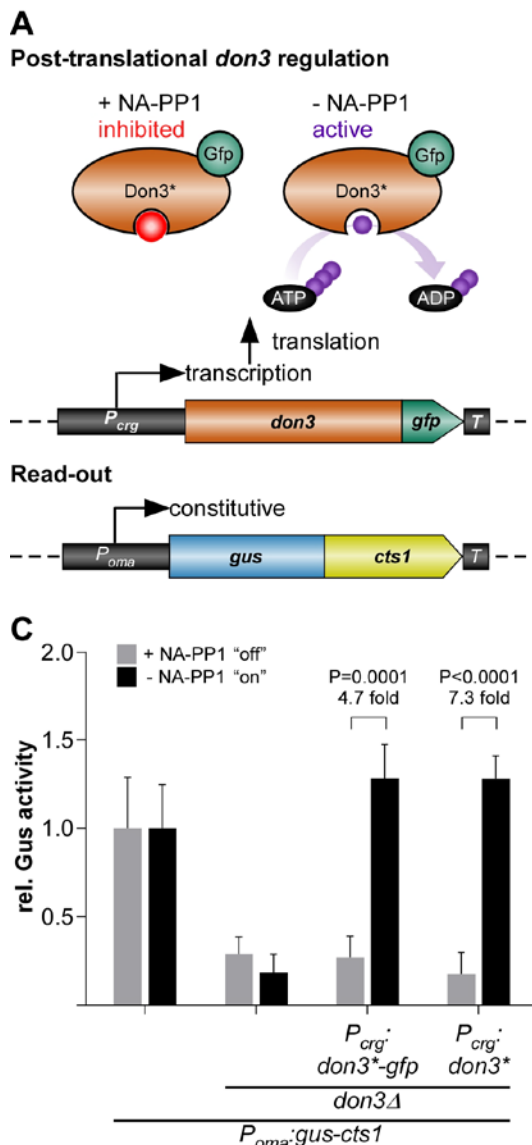 A
Post-translational don3 regulation
+ NA-PP1 - NA-PP1
inhibited active
Gfp Gfp
Don3* Don3*
ATP ADP
translation
transcription
Pcrg don3 gfp T
Read-out
constitutive
Poma gus cts1 T
C
2.0
+ NA-PP1 “off”
- NA-PP1 “on”
P=0.0001 P<0.0001
4.7 fold 7.3 fold
1.5
1.0
0.5
rel. Gus activity
Pcrg: Pcrg:
don3*-gfp don3*
don3Δ
Poma:gus-cts1